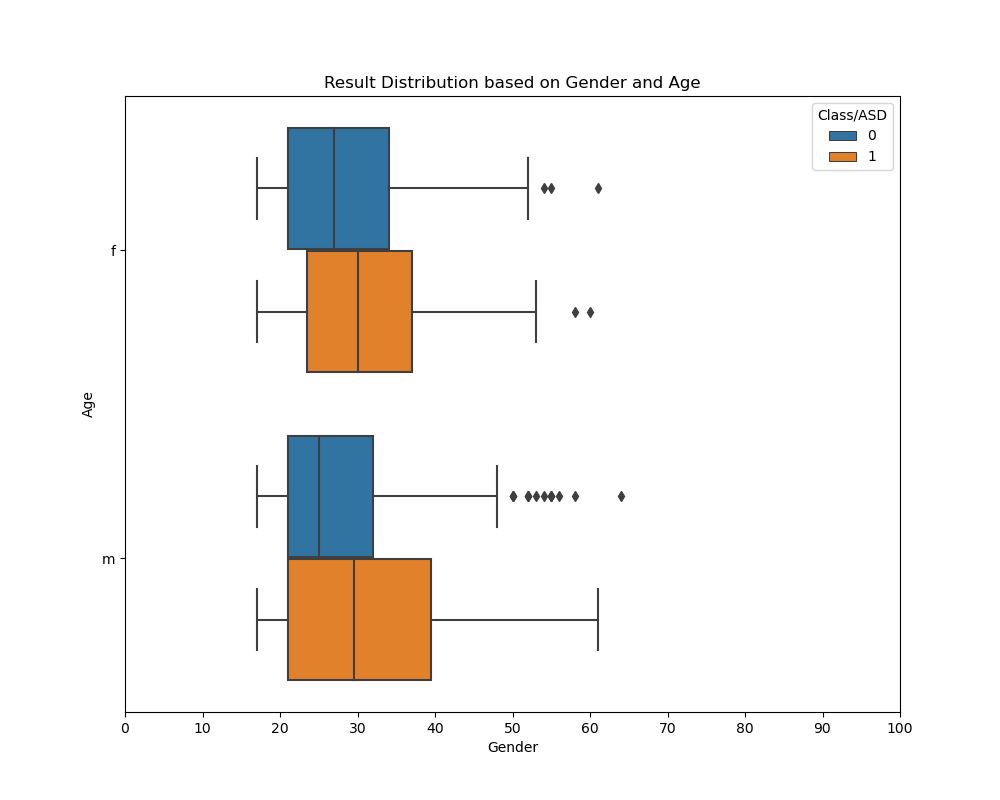 Result Distribution based on Gender and Age
Class/ASD
0
1
f
Age
m
0 10 20 30 40 50 60 70 80 90 100
Gender